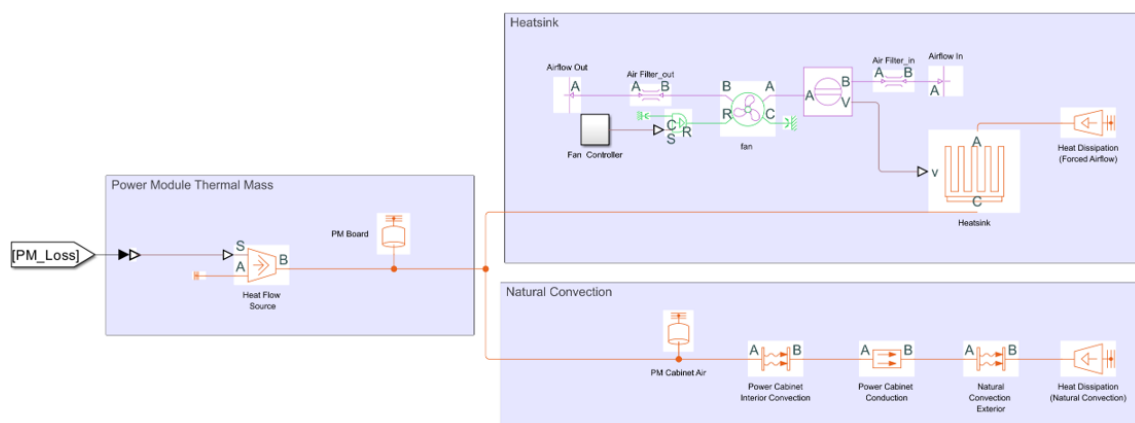 Heatsink
Airflow Out
Air Filter_out
Air Filter_in
Airflow In
A
A B
B A
A
B
V
A B
A
R
C
C
S
R
Fan Controller
fan
v
A
C
Heatsink
Heat Dissipation
(Forced Airflow)
Power Module Thermal Mass
[PM_Loss]
S
A
B
Heat Flow
Source
PM Board
Natural Convection
PM Cabinet Air
A B
Power Cabinet
Interior Convection
A B
Power Cabinet
Conduction
A B
Natural
Convection
Exterior
Heat Dissipation
(Natural Convection)